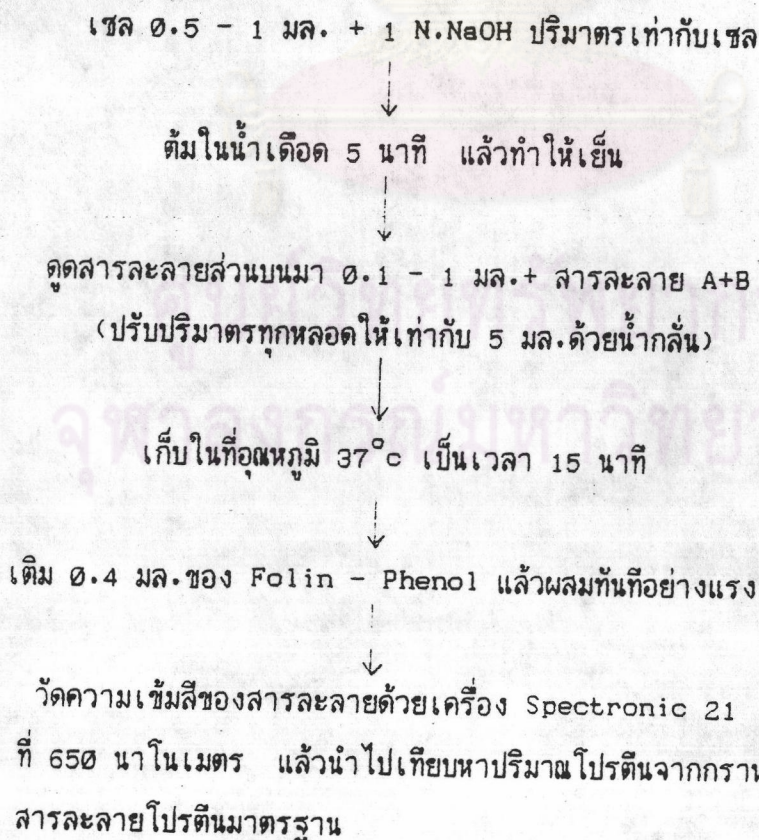 เซล 0.5 - 1 มล. + 1 N.NaOH ปริมาตรเท่ากับเซล
ต้มในน้ำเดือด 5 นาที แล้วทำให้เย็น
ดูดสารละลายส่วนบนมา 0.1 - 1 มล.+ สารละลาย A+B
(ปรับปริมาตรทุกหลอดให้เท่ากับ 5 มล.ด้วยน้ำกลั่น)
เก็บในที่อุณหภูมิ 37°c เป็นเวลา 15 นาที
เติม 0.4 มล.ของ Folin - Phenol แล้วผสมทันทีอย่างแรง
วัดความเข้มสีของสารละลายด้วยเครื่อง Spectronic 21
ที่ 650 นาโนเมตร แล้วนำไปเทียบหาปริมาณโปรตีนจากกราฟ
สารละลายโปรตีนมาตรฐาน